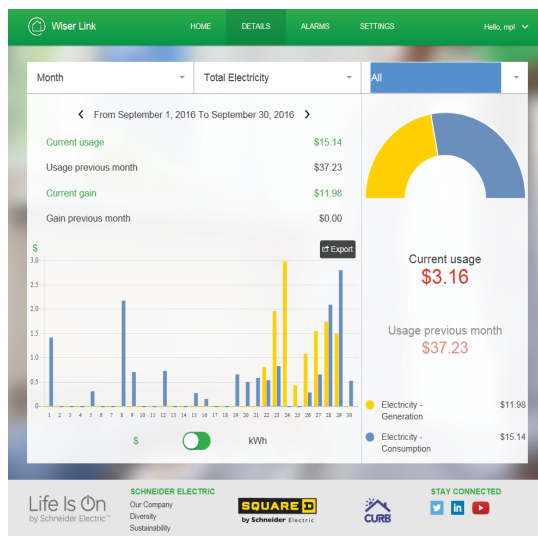 Wiser Link
HOME
DETAILS
ALARMS
SETTINGS
Hello, mp!
Month
Total Electricity
All
From September 1, 2016 To September 30, 2016
Current usage $15.14
Usage previous month $37.23
Current gain $11.98
Gain previous month $0.00
$
Export
3.0
2.5
2.0
1.5
1.0
0.5
0
1 2 3 4 5 6 7 8 9 10 11 12 13 14 15 16 17 18 19 20 21 22 23 24 25 26 27 28 29 30
$ kWh
Current usage
$3.16
Usage previous month
$37.23
Electricity - Generation $11.98
Electricity - Consumption $15.14
Life Is On
by Schneider Electric™
SCHNEIDER ELECTRIC
Our Company
Diversity
Sustainability
SQUARE D
by Schneider Electric
CURB
STAY CONNECTED
in